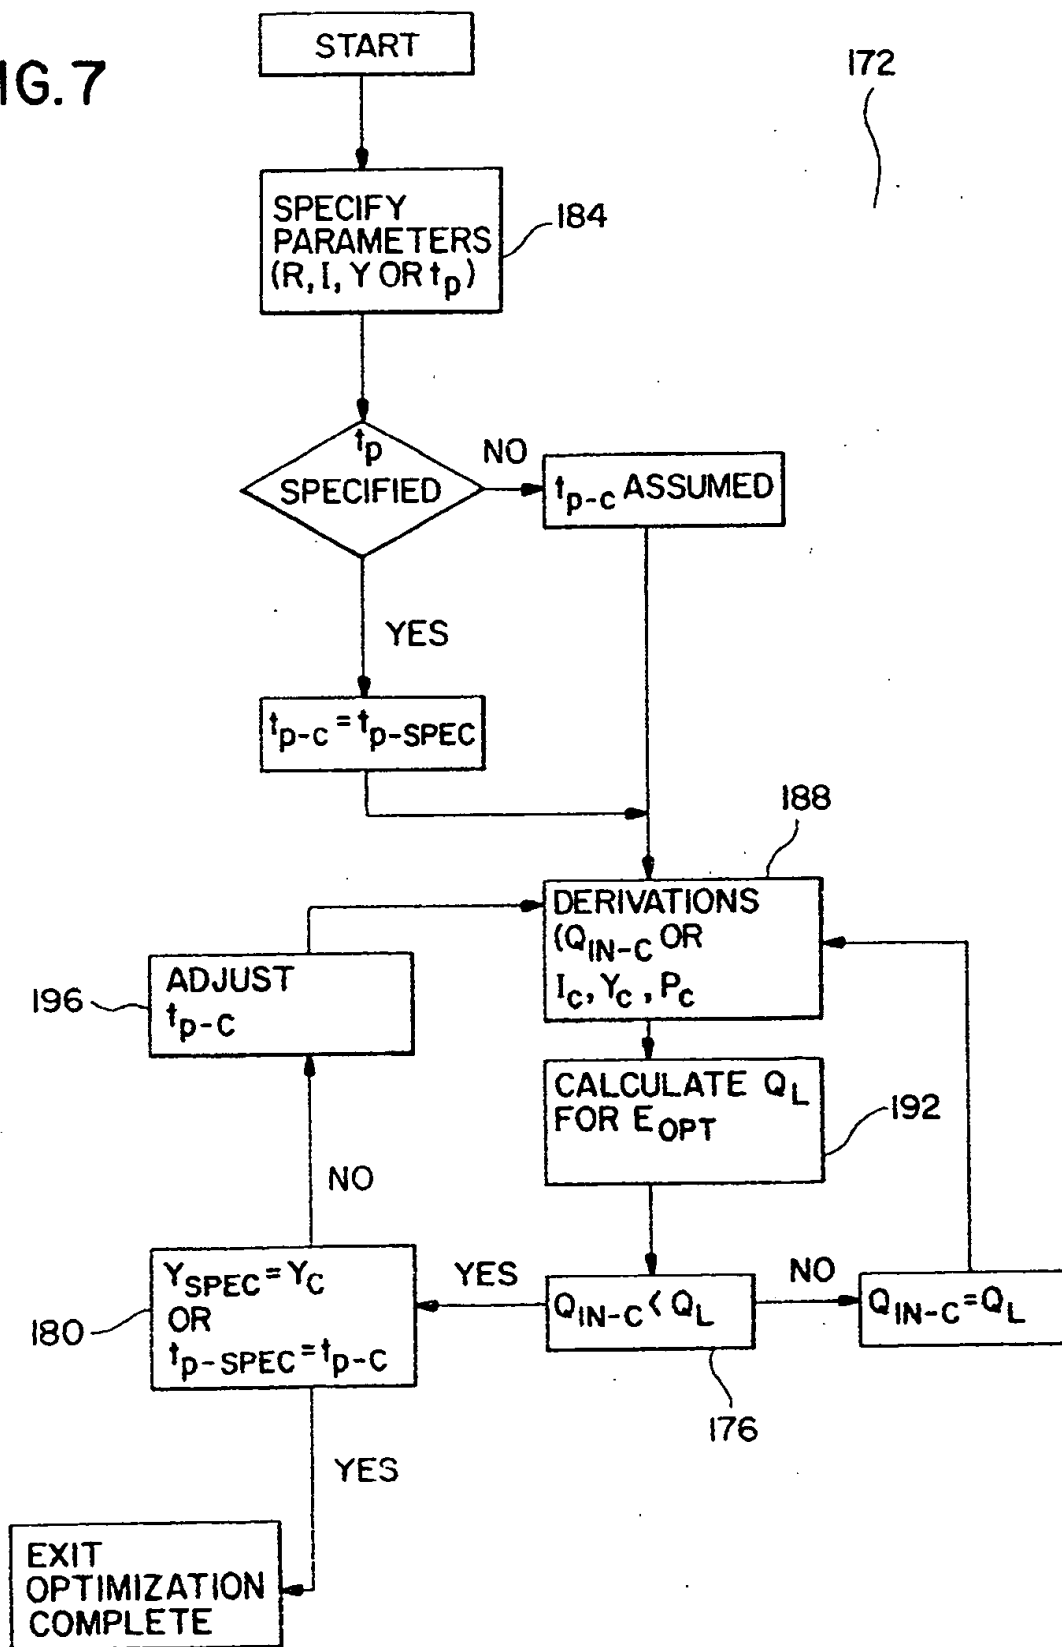 IG. 7
START
172
SPECIFY
PARAMETERS
(R, I, Y OR tp)
184
tp
SPECIFIED
NO
tp-c ASSUMED
YES
tp-c = tp-SPEC
188
DERIVATIONS
(QIN-C OR
IC, YC, PC
ADJUST
tp-C
196
CALCULATE QL
FOR EOPT
192
NO
YSPEC = YC
OR
tp-SPEC = tp-C
180
YES
QIN-C < QL
176
NO
QIN-C = QL
YES
EXIT
OPTIMIZATION
COMPLETE